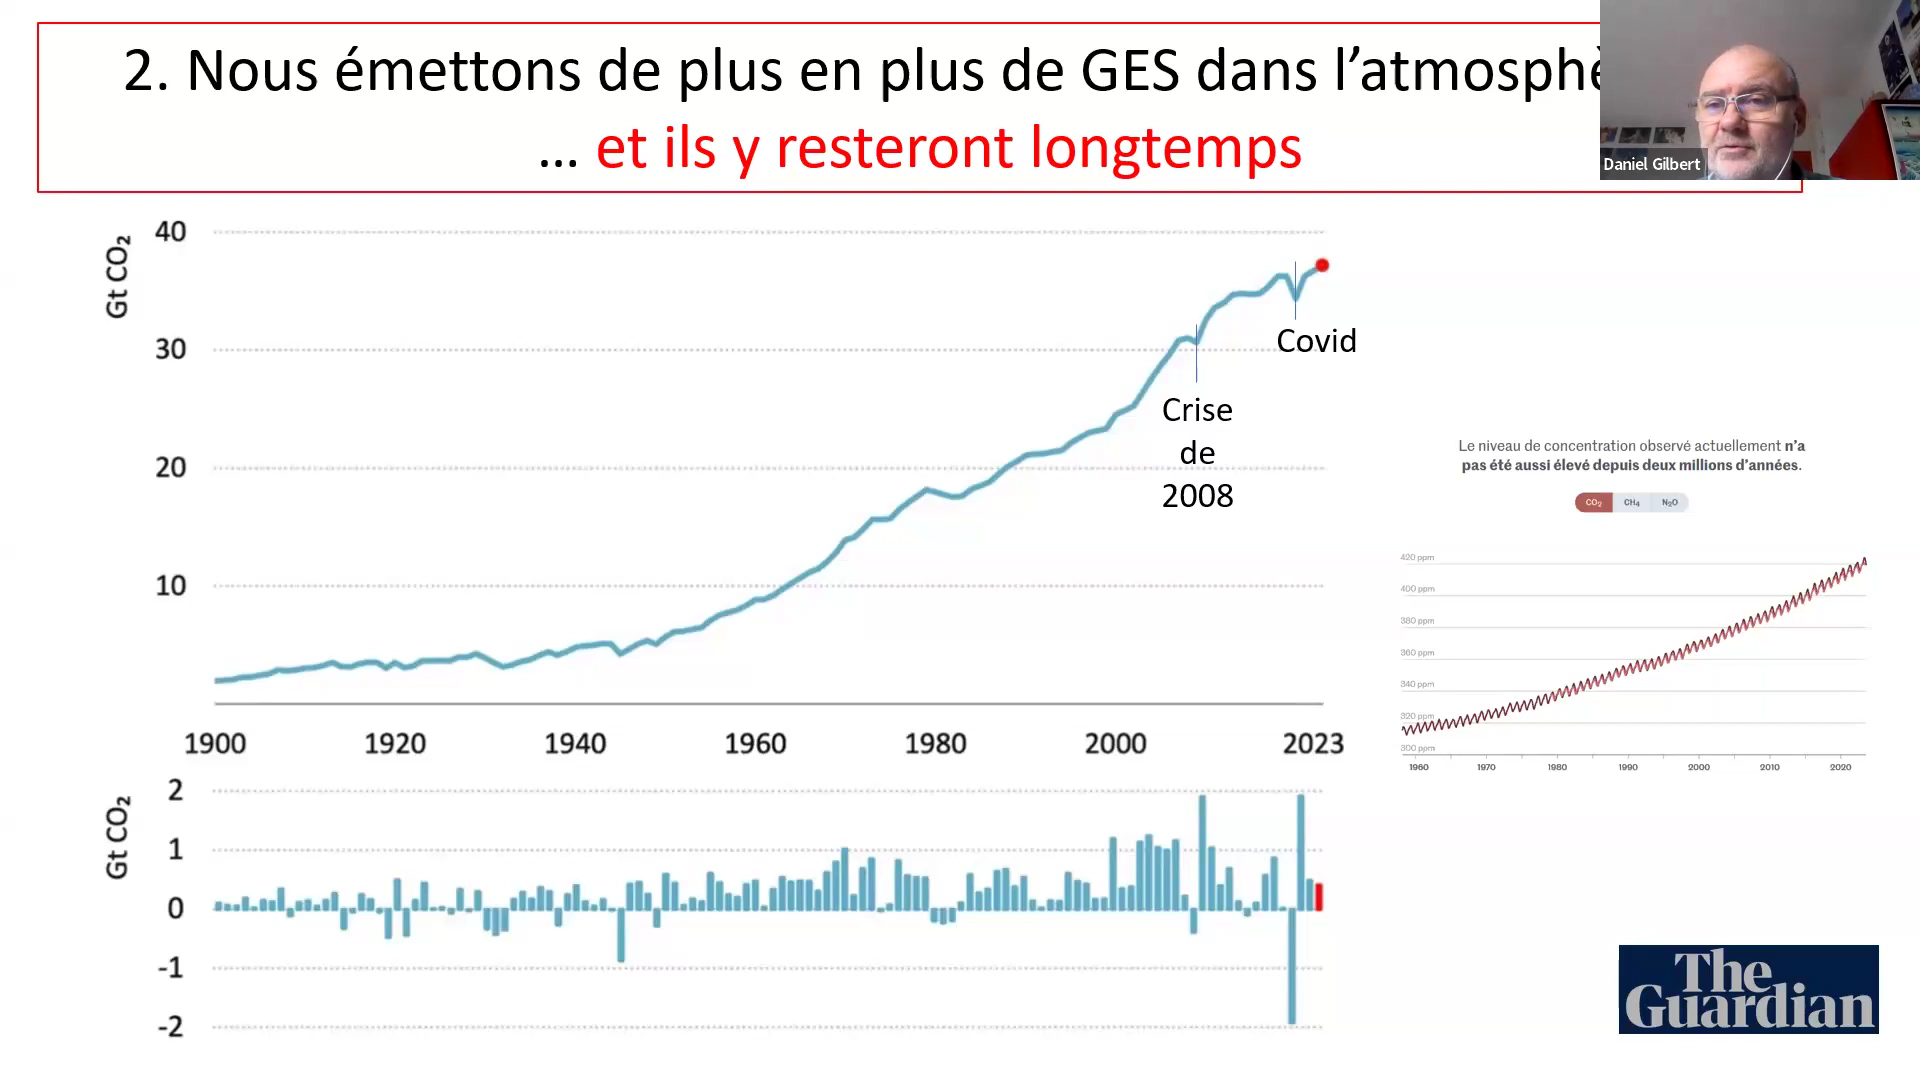 2. Nous émettons de plus en plus de GES dans l'atmosphè
... et ils y resteront longtemps
Daniel Gilbert
Gt CO₂
40
30
20
10
Covid
Crise
de
2008
1900 1920 1940 1960 1980 2000 2023
Gt CO₂
2
1
0
-1
-2
Le niveau de concentration observé actuellement n'a
pas été aussi élevé depuis deux millions d'années.
CO₂ CH₄ N₂O
420 ppm
400 ppm
380 ppm
360 ppm
340 ppm
320 ppm
300 ppm
1960 1970 1980 1990 2000 2010 2020
The
Guardian